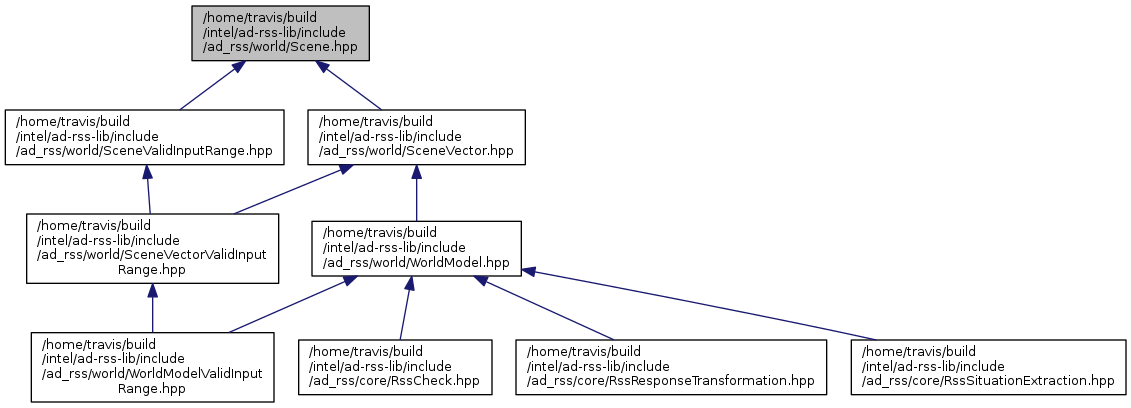 /home/travis/build
/intel/ad-rss-lib/include
/ad_rss/world/Scene.hpp
/home/travis/build
/intel/ad-rss-lib/include
/ad_rss/world/SceneValidInputRange.hpp
/home/travis/build
/intel/ad-rss-lib/include
/ad_rss/world/SceneVector.hpp
/home/travis/build
/intel/ad-rss-lib/include
/ad_rss/world/SceneVectorValidInput
Range.hpp
/home/travis/build
/intel/ad-rss-lib/include
/ad_rss/world/WorldModel.hpp
/home/travis/build
/intel/ad-rss-lib/include
/ad_rss/world/WorldModelValidInput
Range.hpp
/home/travis/build
/intel/ad-rss-lib/include
/ad_rss/core/RssCheck.hpp
/home/travis/build
/intel/ad-rss-lib/include
/ad_rss/core/RssResponseTransformation.hpp
/home/travis/build
/intel/ad-rss-lib/include
/ad_rss/core/RssSituationExtraction.hpp